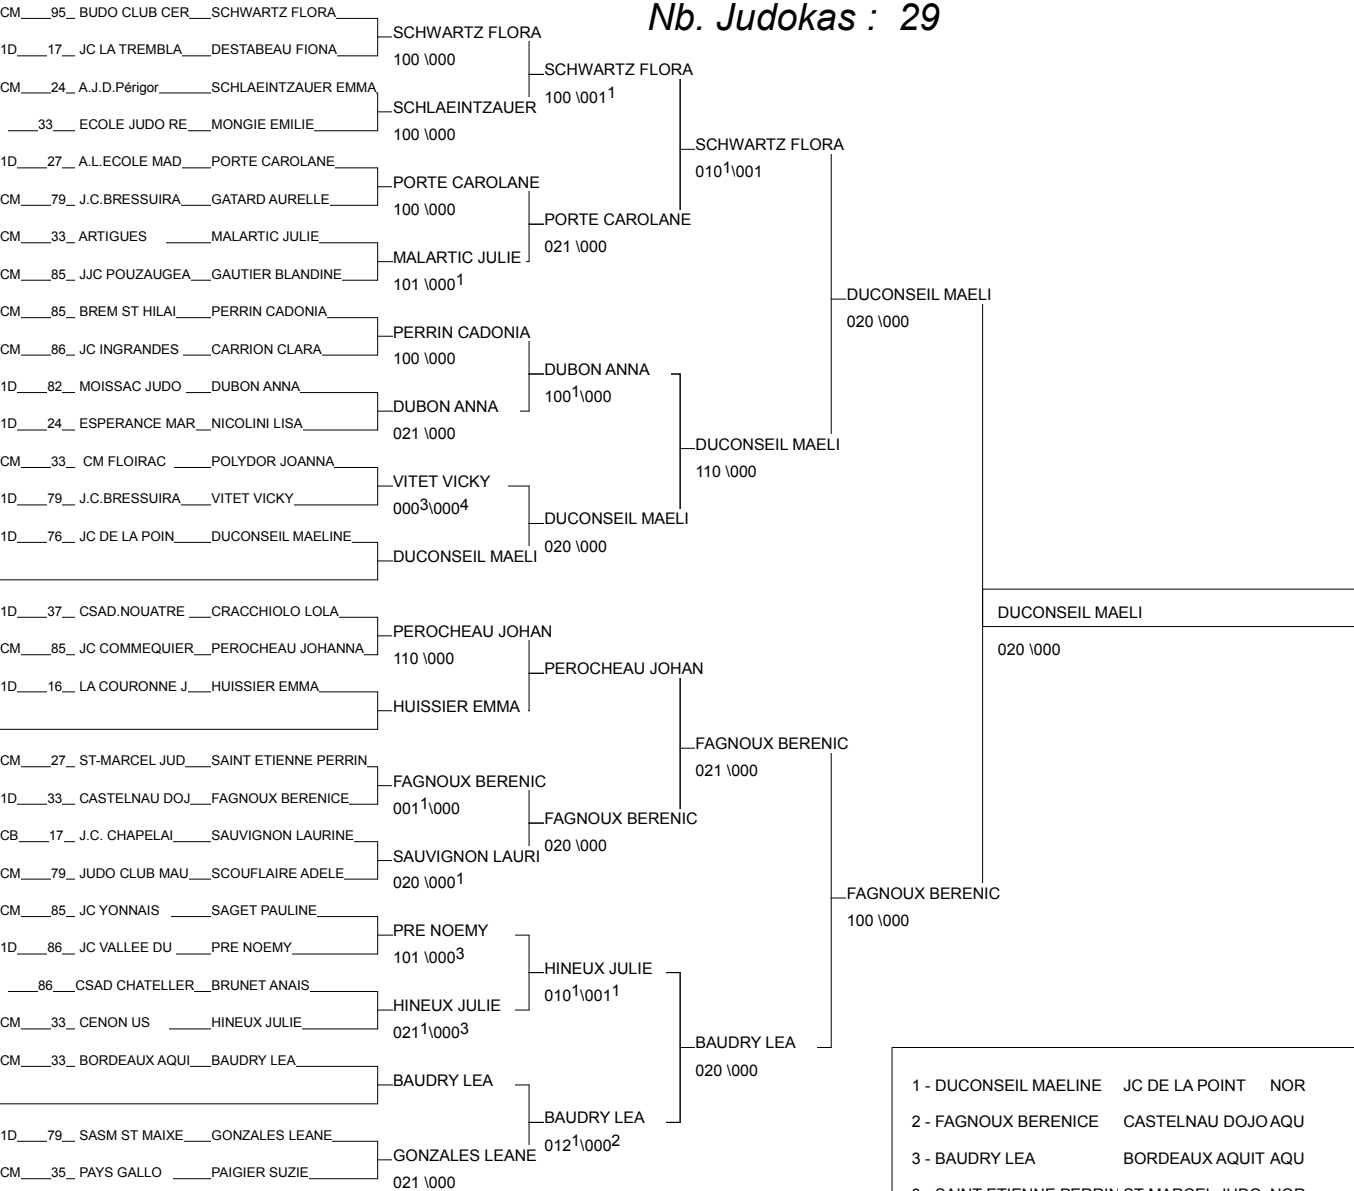 Nb. Judokas : 29
CM 95 BUDO CLUB CER SCHWARTZ FLORA
1D 17 JC LA TREMBLA DESTABEAU FIONA
CM 24 A.J.D.Périgor SCHLAEINTZAUER EMMA
33 ECOLE JUDO RE MONGIE EMILIE
1D 27 A.L.ECOLE MAD PORTE CAROLANE
CM 79 J.C.BRESSUIRA GATARD AURELLE
CM 33 ARTIGUES MALARTIC JULIE
CM 85 JJC POUZAUGEA GAUTIER BLANDINE
CM 85 BREM ST HILAI PERRIN CADONIA
CM 86 JC INGRANDES CARRION CLARA
1D 82 MOISSAC JUDO DUBON ANNA
1D 24 ESPERANCE MAR NICOLINI LISA
CM 33 CM FLOIRAC POLYDOR JOANNA
1D 79 J.C.BRESSUIRA VITET VICKY
1D 76 JC DE LA POIN DUCONSEIL MAELINE
1D 37 CSAD.NOUATRE CRACCHIOLO LOLA
CM 85 JC COMMEQUIER PEROCHEAU JOHANNA
1D 16 LA COURONNE J HUISSIER EMMA
CM 27 ST-MARCEL JUD SAINT ETIENNE PERRIN
1D 33 CASTELNAU DOJ FAGNOUX BERENICE
CB 17 J.C. CHAPELAI SAUVIGNON LAURINE
CM 79 JUDO CLUB MAU SCOUFLAIRE ADELE
CM 85 JC YONNAIS SAGET PAULINE
1D 86 JC VALLEE DU PRE NOEMY
86 CSAD CHATELLER BRUNET ANAIS
CM 33 CENON US HINEUX JULIE
CM 33 BORDEAUX AQUI BAUDRY LEA
1D 79 SASM ST MAIXE GONZALES LEANE
CM 35 PAYS GALLO PAIGIER SUZIE
SCHWARTZ FLORA
100 \000
SCHLAEINTZAUER
100 \000
PORTE CAROLANE
100 \000
MALARTIC JULIE
101 \0001
PERRIN CADONIA
100 \000
DUBON ANNA
021 \000
VITET VICKY
0003\0004
DUCONSEIL MAELI
PEROCHEAU JOHAN
110 \000
HUISSIER EMMA
FAGNOUX BERENIC
0011\000
SAUVIGNON LAURI
020 \0001
PRE NOEMY
101 \0003
HINEUX JULIE
0211\0003
BAUDRY LEA
GONZALES LEANE
021 \000
SCHWARTZ FLORA
100 \0011
PORTE CAROLANE
021 \000
DUBON ANNA
1001\000
DUCONSEIL MAELI
020 \000
PEROCHEAU JOHAN
FAGNOUX BERENIC
020 \000
HINEUX JULIE
0101\0011
BAUDRY LEA
0121\0002
SCHWARTZ FLORA
0101\001
DUCONSEIL MAELI
110 \000
FAGNOUX BERENIC
021 \000
BAUDRY LEA
020 \000
DUCONSEIL MAELI
020 \000
FAGNOUX BERENIC
100 \000
DUCONSEIL MAELI
020 \000
1 - DUCONSEIL MAELINE JC DE LA POINT NOR
2 - FAGNOUX BERENICE CASTELNAU DOJO AQU
3 - BAUDRY LEA BORDEAUX AQUIT AQU
SAINT ETIENNE PERRIN ST MARCEL JUDO NOR